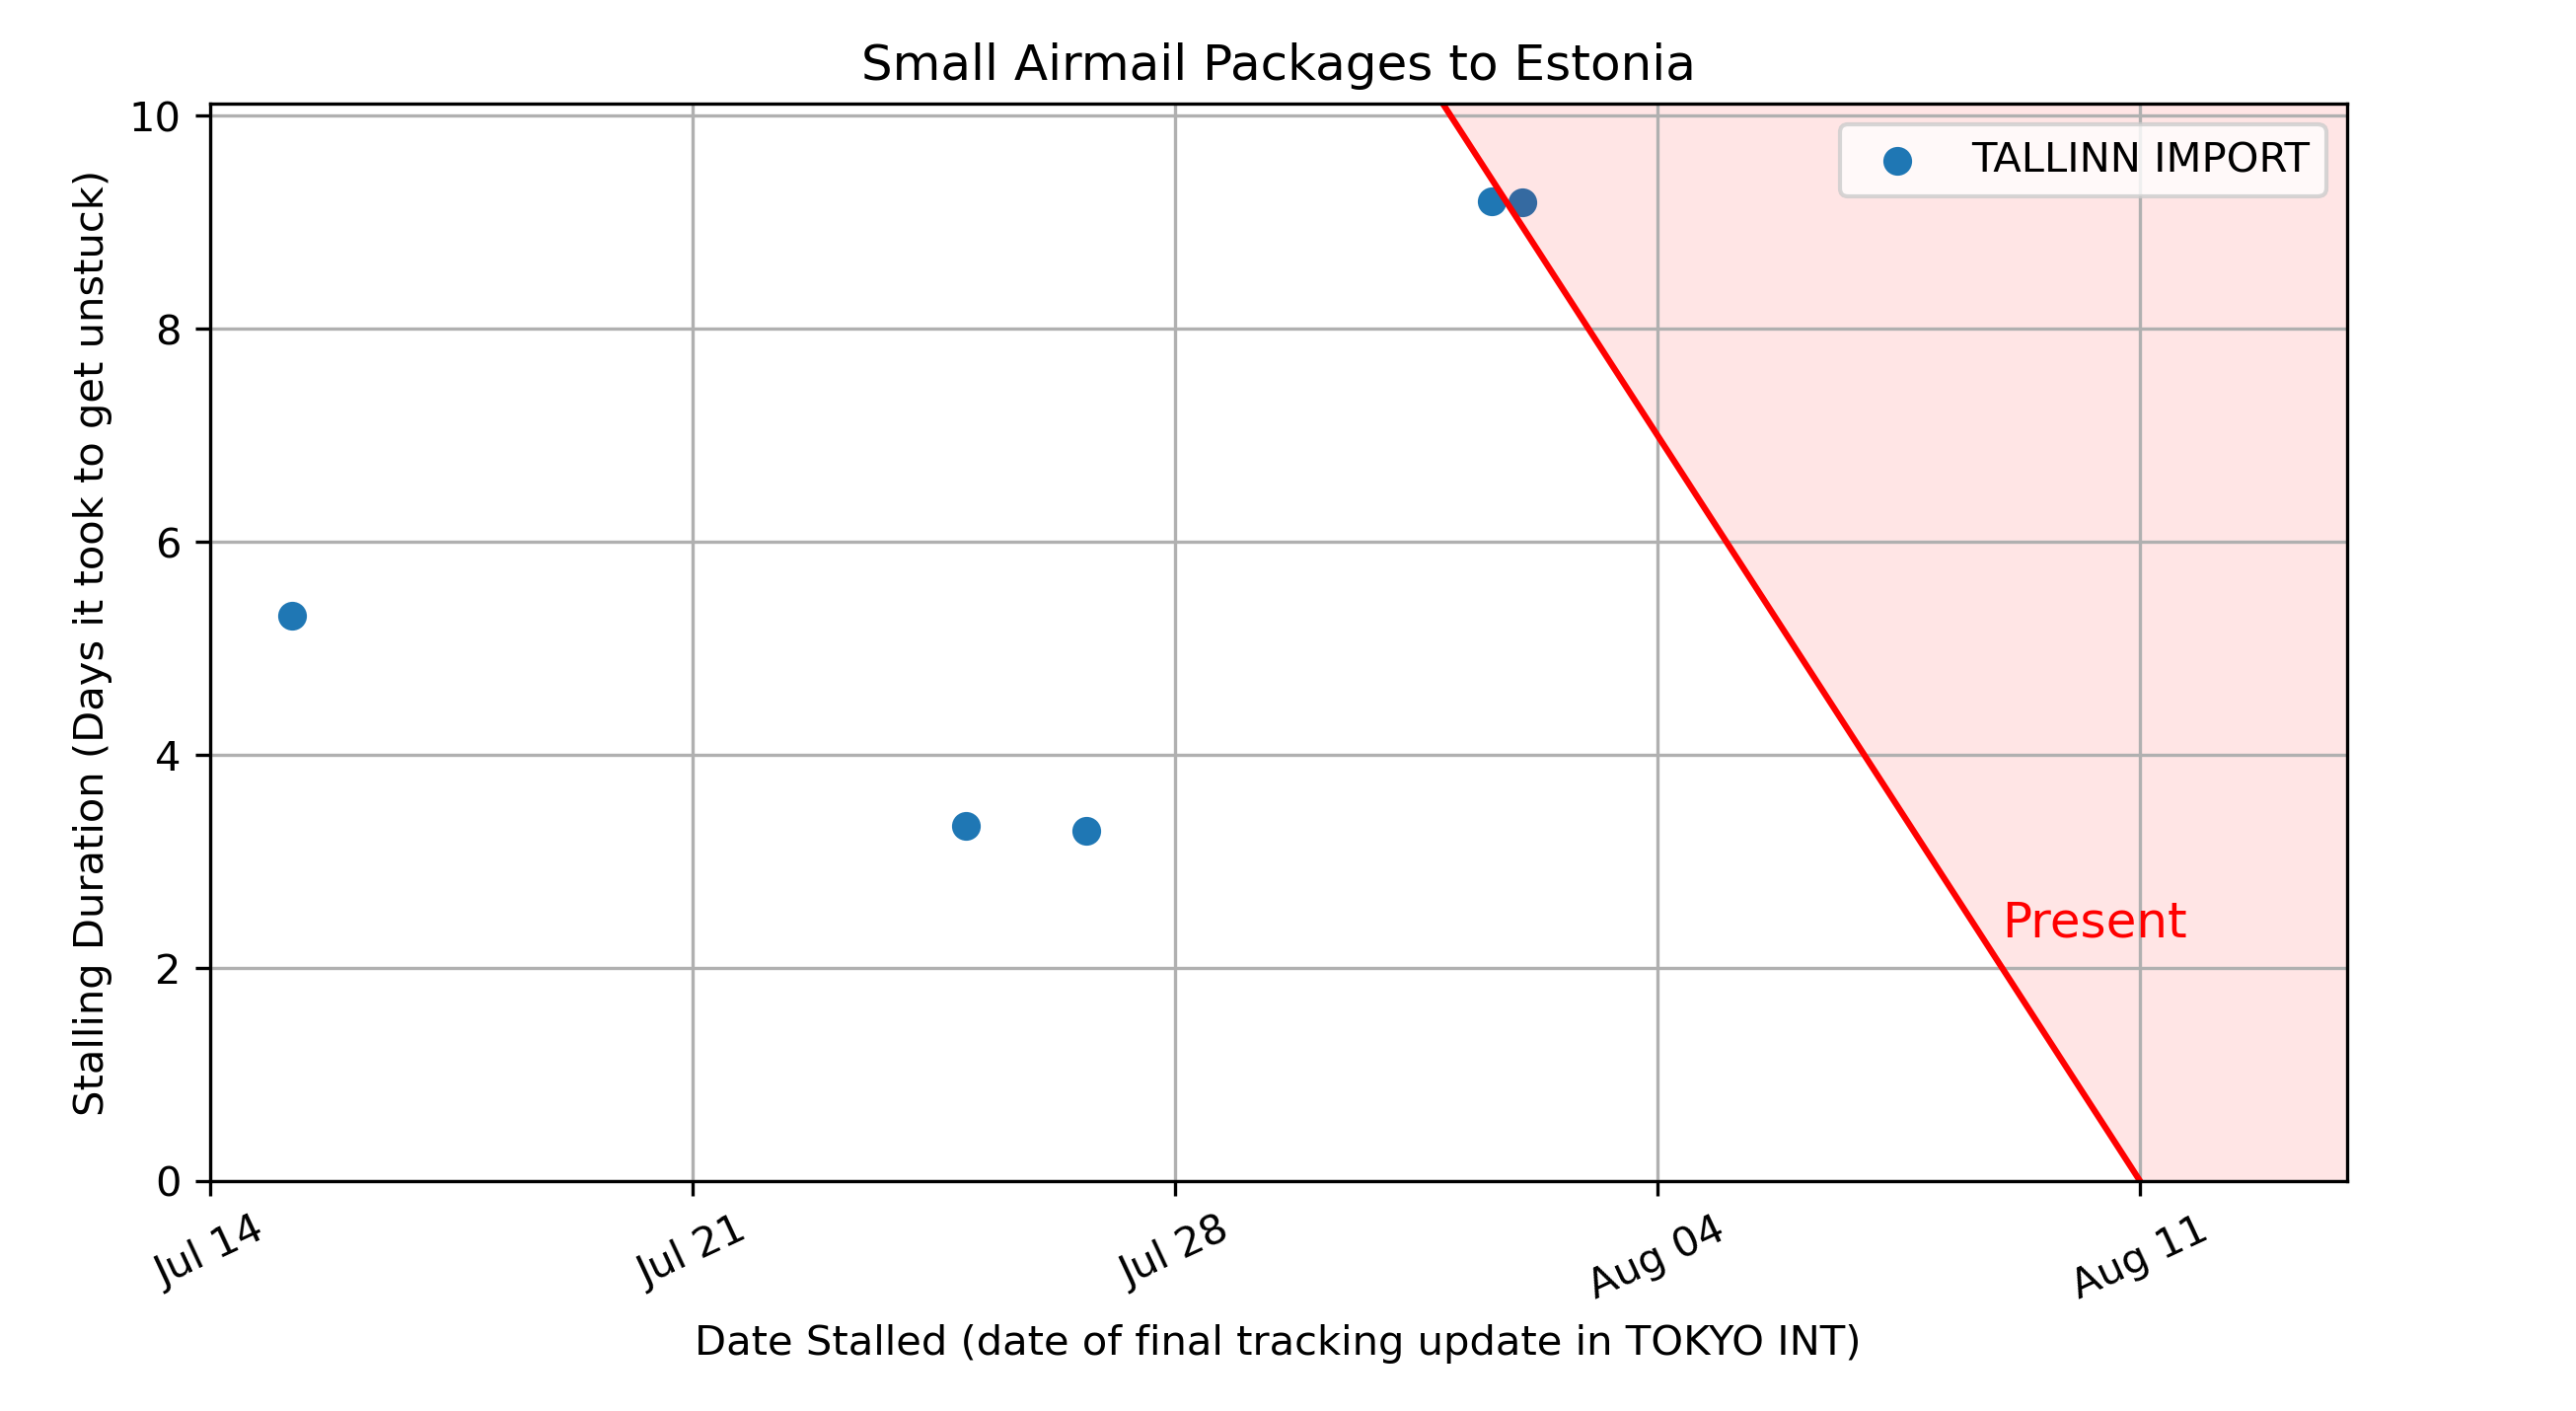 Small Airmail Packages to Estonia
Stalling Duration (Days it took to get unstuck)
10
8
6
4
2
0
TALLINN IMPORT
Present
Jul 14
Jul 21
Jul 28
Aug 04
Aug 11
Date Stalled (date of final tracking update in TOKYO INT)